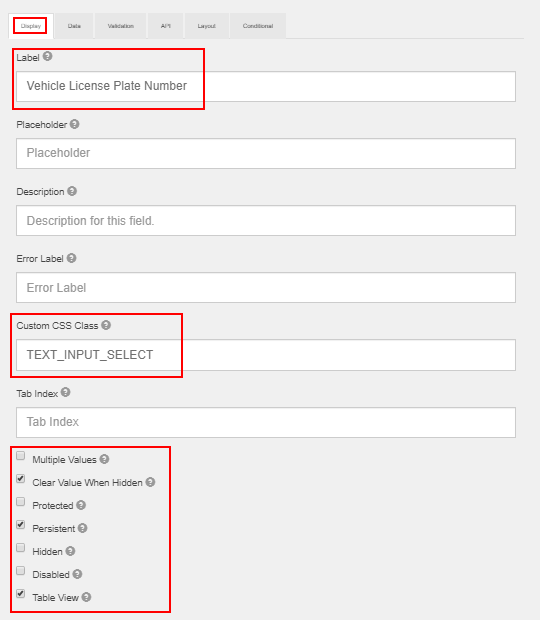 Display Data Validation API Layout Conditional
Label
Vehicle License Plate Number
Placeholder
Placeholder
Description
Description for this field.
Error Label
Error Label
Custom CSS Class
TEXT_INPUT_SELECT
Tab Index
Tab Index
Multiple Values
Clear Value When Hidden
Protected
Persistent
Hidden
Disabled
Table View